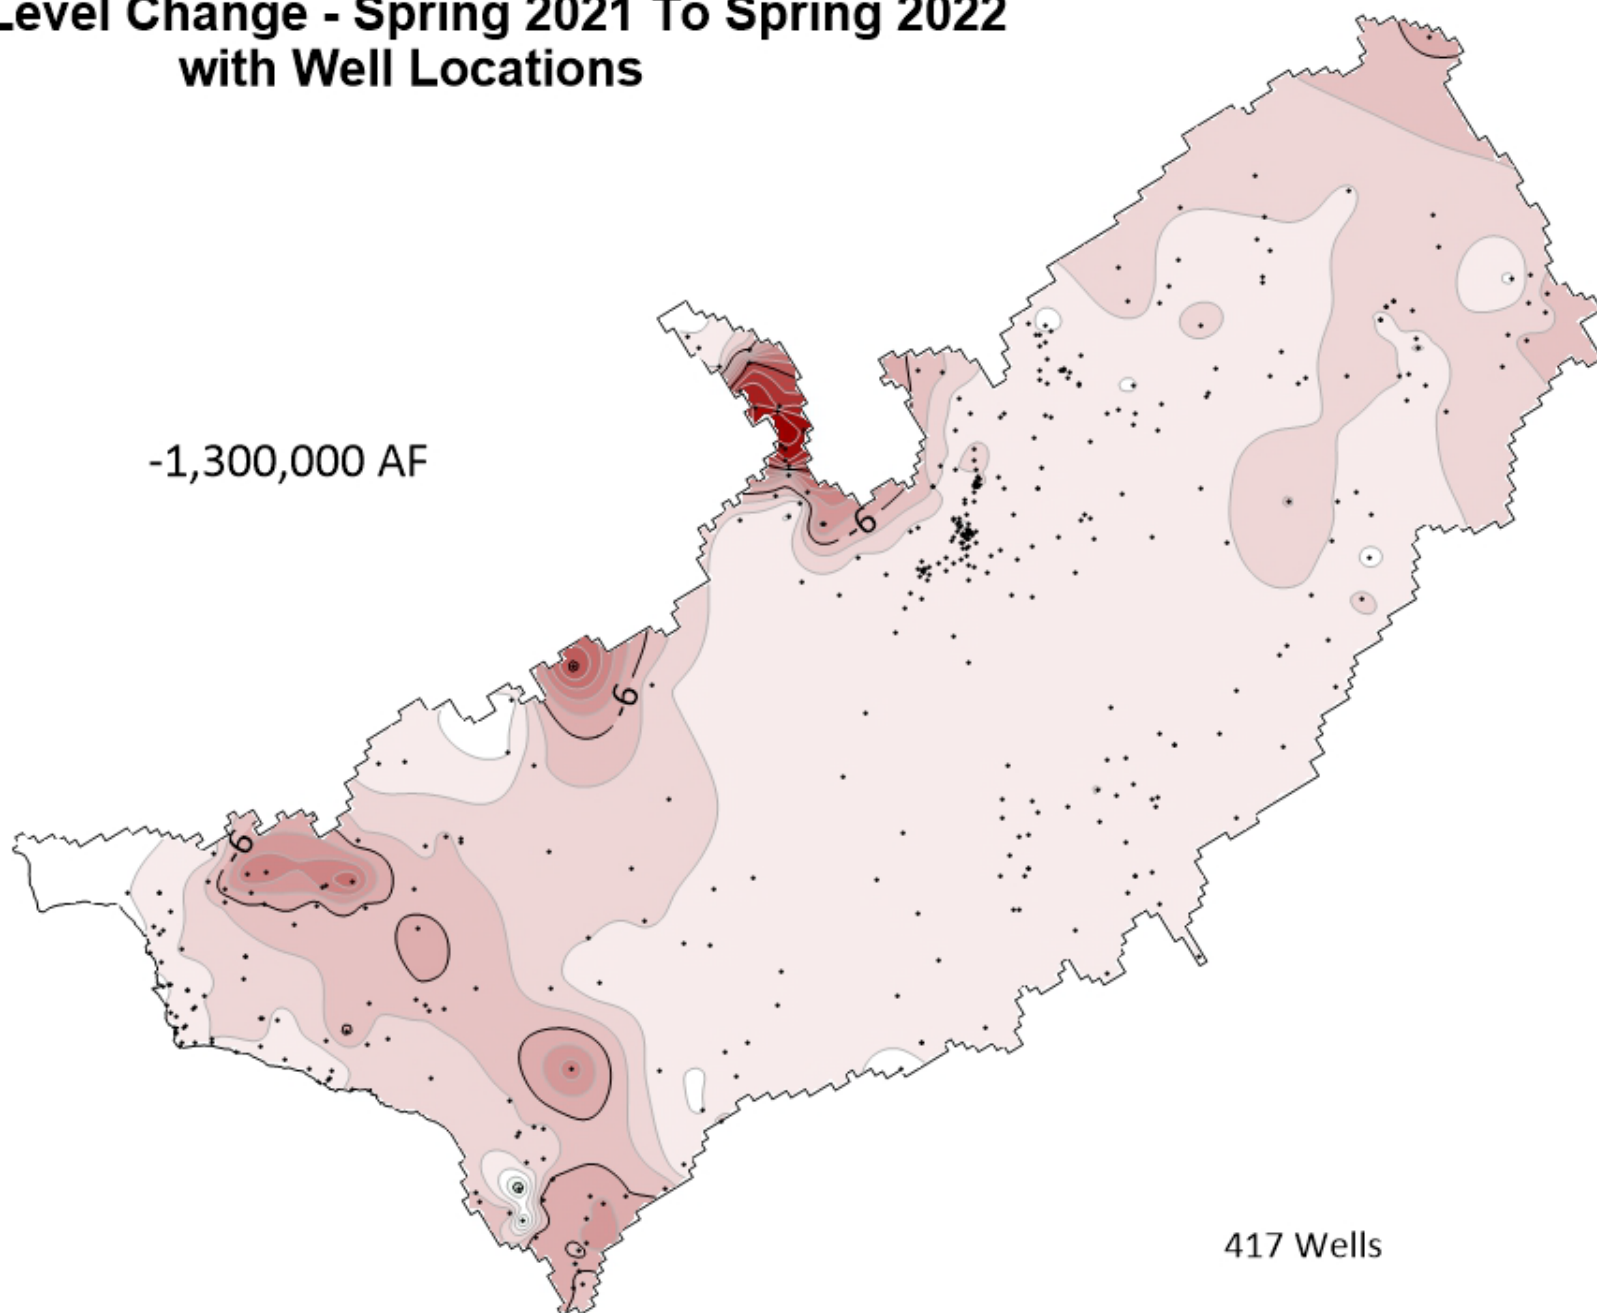 Level Change - Spring 2021 To Spring 2022
with Well Locations
-1,300,000 AF
-6
-6
-6
417 Wells